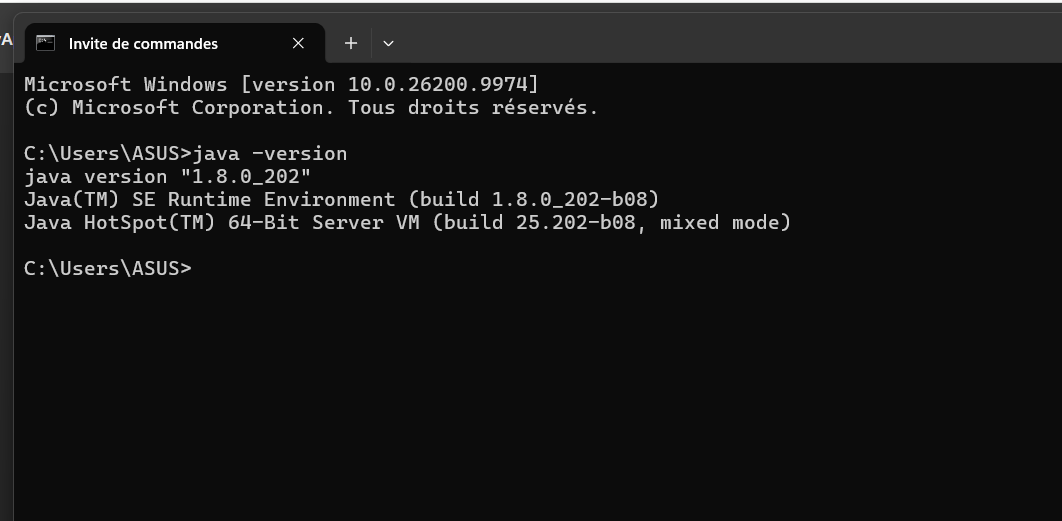 Invite de commandes
Microsoft Windows [version 10.0.26200.9974]
(c) Microsoft Corporation. Tous droits réservés.
C:\Users\ASUS>java -version
java version "1.8.0_202"
Java(TM) SE Runtime Environment (build 1.8.0_202-b08)
Java HotSpot(TM) 64-Bit Server VM (build 25.202-b08, mixed mode)
C:\Users\ASUS>